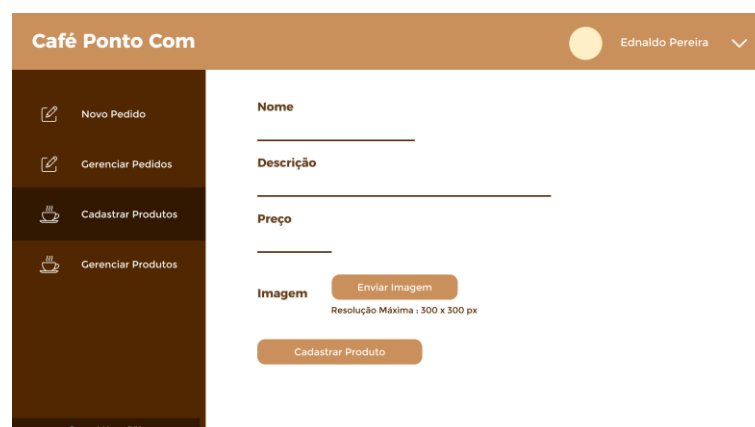 Café Ponto Com
Ednaldo Pereira
Novo Pedido
Gerenciar Pedidos
Cadastrar Produtos
Gerenciar Produtos
Nome
Descrição
Preço
Imagem
Enviar Imagem
Resolução Máxima : 300 x 300 px
Cadastrar Produto